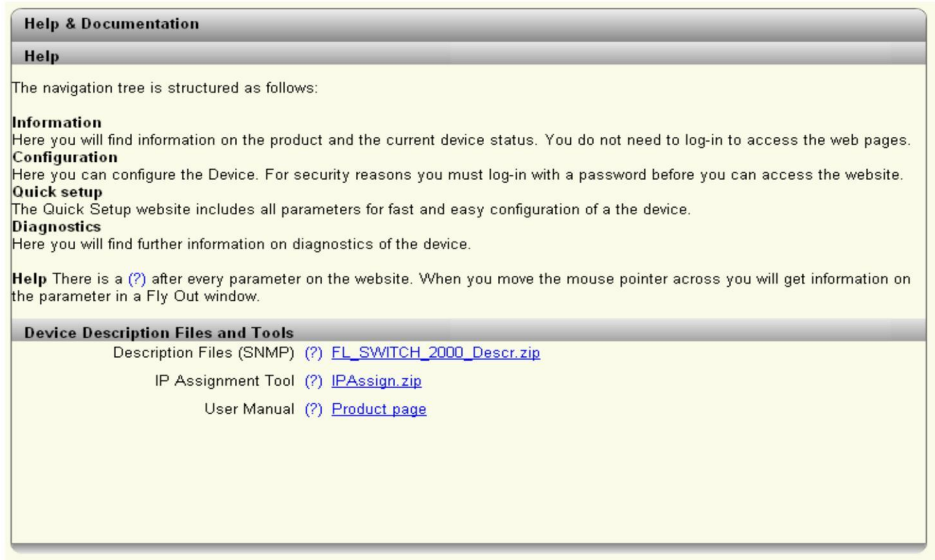 Help & Documentation
Help
The navigation tree is structured as follows:
Information
Here you will find information on the product and the current device status. You do not need to log-in to access the web pages.
Configuration
Here you can configure the Device. For security reasons you must log-in with a password before you can access the website.
Quick setup
The Quick Setup website includes all parameters for fast and easy configuration of a the device.
Diagnostics
Here you will find further information on diagnostics of the device.
Help There is a (?) after every parameter on the website. When you move the mouse pointer across you will get information on
the parameter in a Fly Out window.
Device Description Files and Tools
Description Files (SNMP) (?) FL_SWITCH_2000_Descr.zip
IP Assignment Tool (?) IPAssign.zip
User Manual (?) Product page